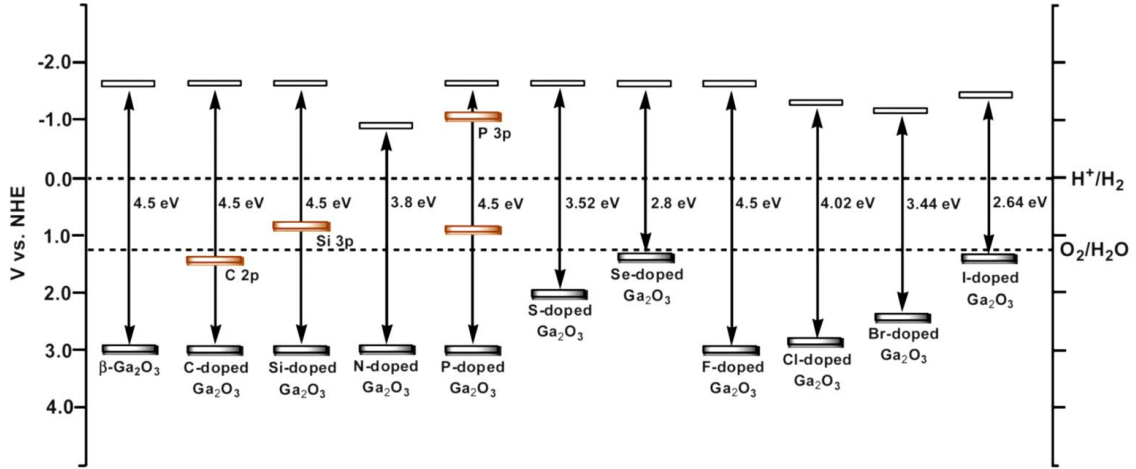 V vs. NHE
-2.0
-1.0
0.0
1.0
2.0
3.0
4.0
H⁺/H₂
O₂/H₂O
4.5 eV
4.5 eV
4.5 eV
3.8 eV
4.5 eV
3.52 eV
2.8 eV
4.5 eV
4.02 eV
3.44 eV
2.64 eV
P 3p
Si 3p
C 2p
β-Ga₂O₃
C-doped
Ga₂O₃
Si-doped
Ga₂O₃
N-doped
Ga₂O₃
P-doped
Ga₂O₃
S-doped
Ga₂O₃
Se-doped
Ga₂O₃
F-doped
Ga₂O₃
Cl-doped
Ga₂O₃
Br-doped
Ga₂O₃
I-doped
Ga₂O₃